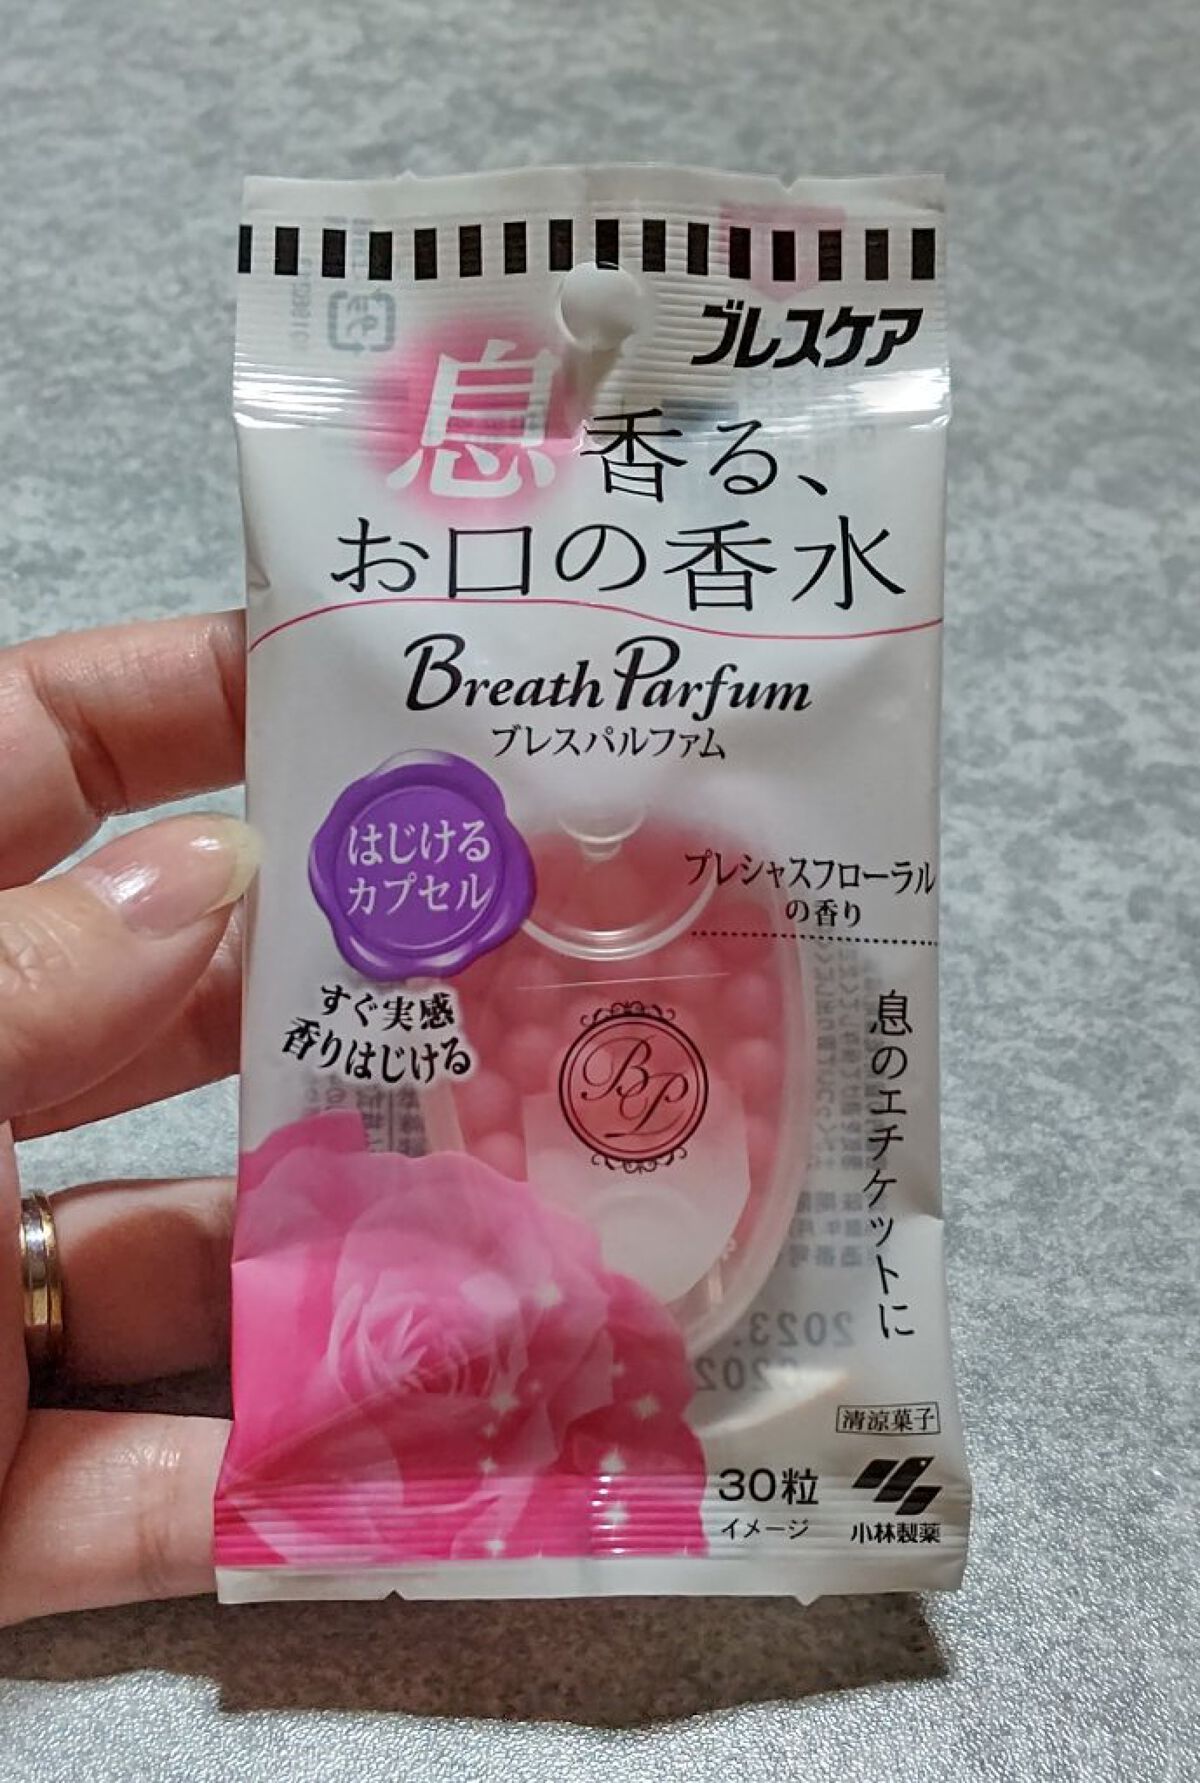 ブレスケア
息香る、
お口の香水
Breath Parfum
ブレスパルファム
はじける
カプセル
プレシャスフローラル
の香り
すぐ実感
香りはじける
BP
息のエチケットに
2023.
清涼菓子
30粒
イメージ
小林製薬